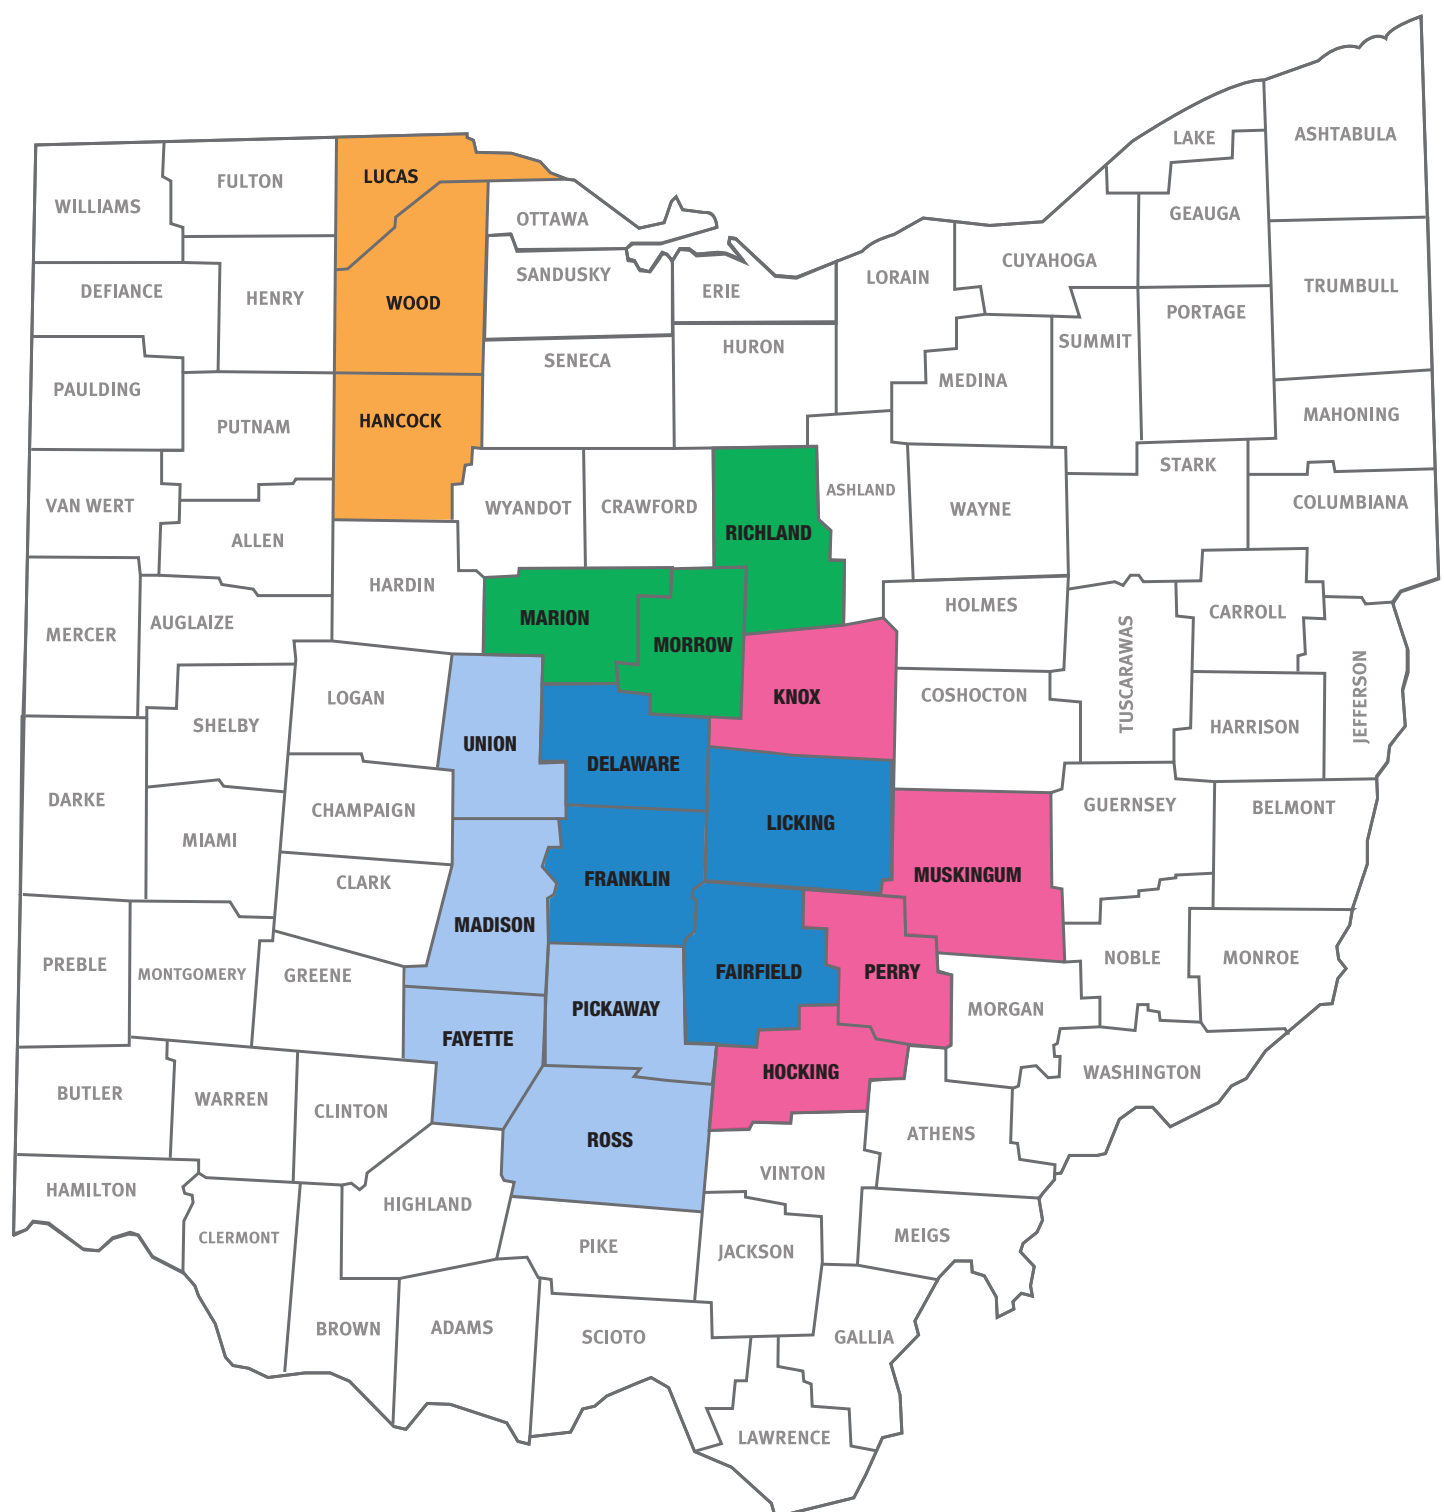 LAKE
ASHTABULA
LUCAS
FULTON
WILLIAMS
OTTAWA
GEAUGA
CUYAHOGA
SANDUSKY
LORAIN
TRUMBULL
DEFIANCE
HENRY
WOOD
ERIE
PORTAGE
SUMMIT
HURON
SENECA
MEDINA
PAULDING
MAHONING
HANCOCK
PUTNAM
STARK
ASHLAND
COLUMBIANA
VAN WERT
WYANDOT
CRAWFORD
WAYNE
RICHLAND
ALLEN
HARDIN
HOLMES
CARROLL
MARION
AUGLAIZE
MERCER
MORROW
TUSCARAWAS
JEFFERSON
KNOX
COSHOCTON
LOGAN
SHELBY
HARRISON
UNION
DELAWARE
DARKE
GUERNSEY
BELMONT
CHAMPAIGN
LICKING
MIAMI
MUSKINGUM
FRANKLIN
CLARK
MADISON
NOBLE
MONROE
PREBLE
MONTGOMERY
GREENE
FAIRFIELD
PERRY
PICKAWAY
MORGAN
FAYETTE
HOCKING
WASHINGTON
BUTLER
WARREN
CLINTON
ATHENS
ROSS
VINTON
HAMILTON
HIGHLAND
CLERMONT
MEIGS
PIKE
JACKSON
BROWN
ADAMS
SCIOTO
GALLIA
LAWRENCE